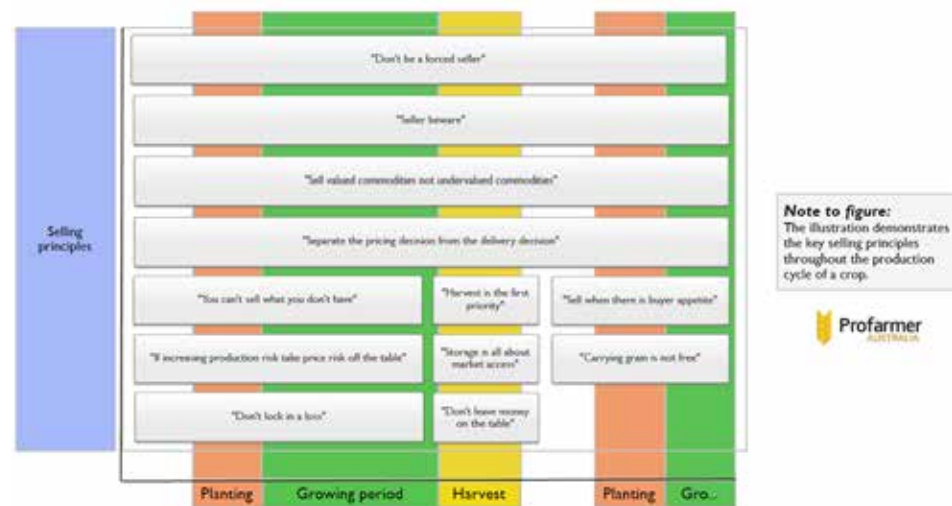 "Don't be a forced seller"
"Seller beware"
"Sell valued commodities not undervalued commodities"
"Separate the pricing decision from the delivery decision"
Selling
principles
"You can't sell what you don't have"
"Harvest is the first
priority"
"Sell when there is buyer appetite"
"If increasing production risk take price risk off the table"
"Storage is all about
market access"
"Carrying grain is not free"
"Don't lock in a loss"
"Don't leave money
on the table"
Planting
Growing period
Harvest
Planting
Gro...
Note to figure:
The illustration demonstrates
the key selling principles
throughout the production
cycle of a crop.
Profarmer
AUSTRALIA